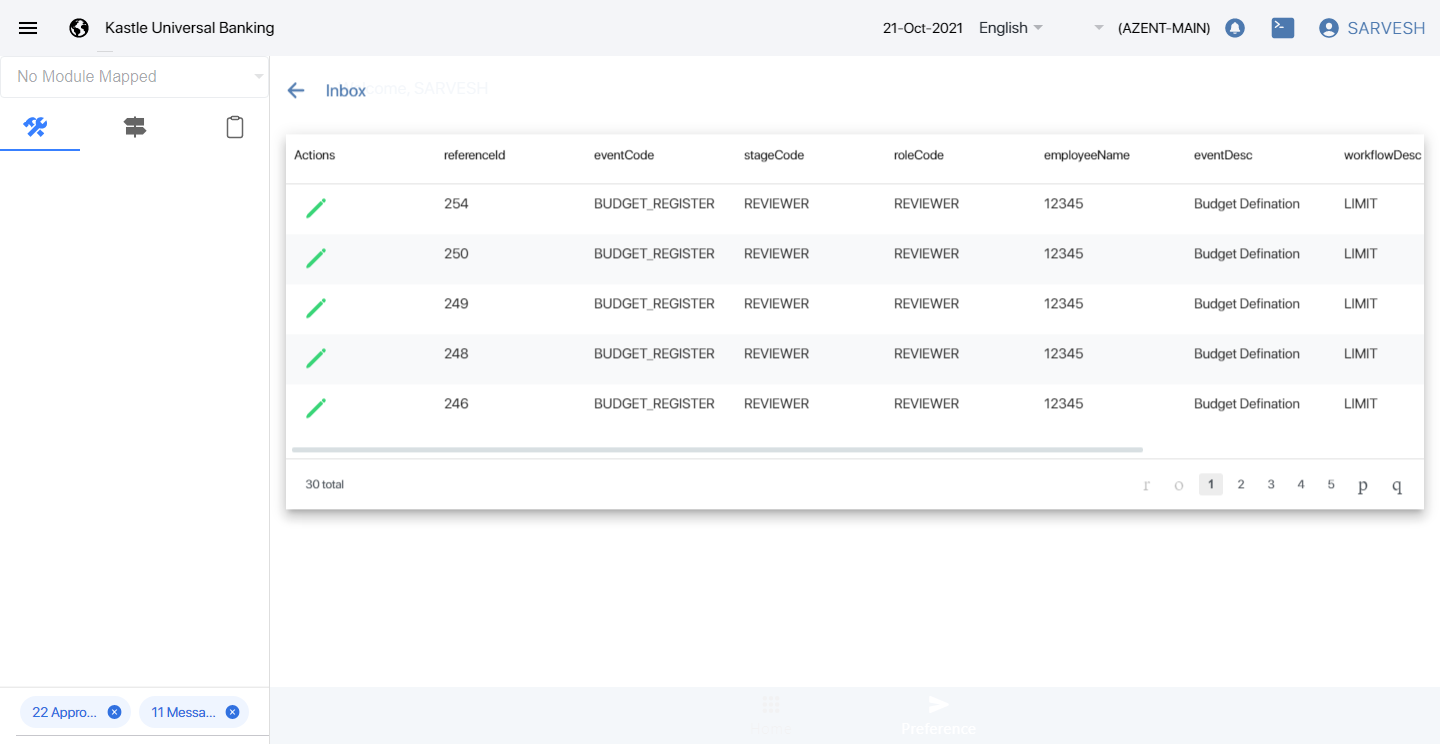 Kastle Universal Banking 21-Oct-2021 English (AZENT-MAIN) SARVESH
No Module Mapped
Inbox come, SARVESH
Actions referenceId eventCode stageCode roleCode employeeName eventDesc workflowDesc
254 BUDGET_REGISTER REVIEWER REVIEWER 12345 Budget Defination LIMIT
250 BUDGET_REGISTER REVIEWER REVIEWER 12345 Budget Defination LIMIT
249 BUDGET_REGISTER REVIEWER REVIEWER 12345 Budget Defination LIMIT
248 BUDGET_REGISTER REVIEWER REVIEWER 12345 Budget Defination LIMIT
246 BUDGET_REGISTER REVIEWER REVIEWER 12345 Budget Defination LIMIT
30 total r o 1 2 3 4 5 p q
22 Appro... 11 Messa...
Preference